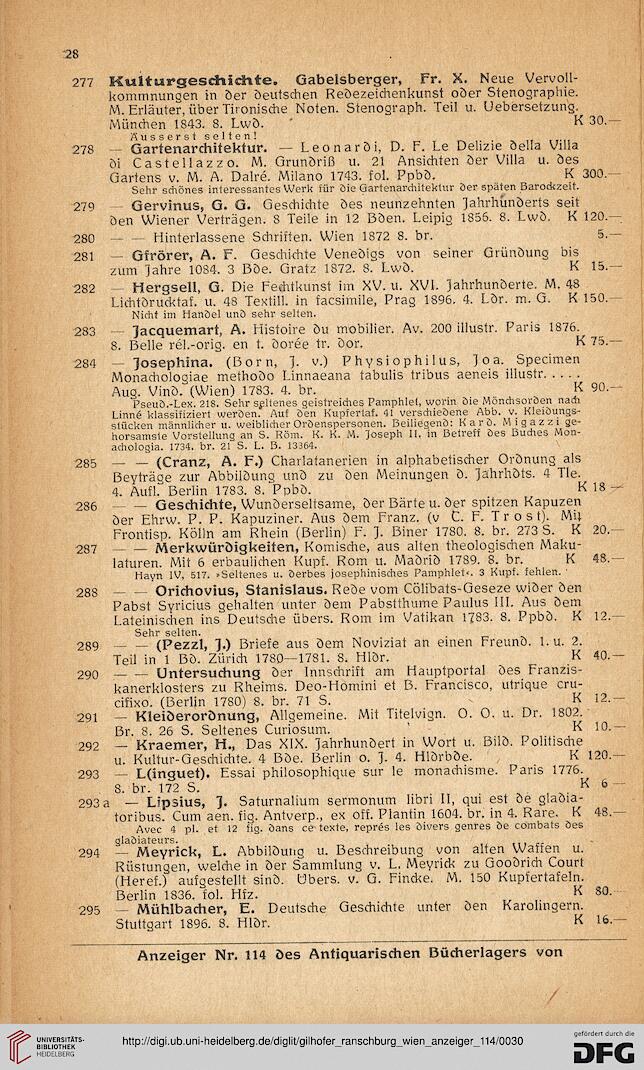 28
277 Kulturgeschichte. Gabelsberger, Fr. X. Neue Vervoll-
kommnungen in der deutschen Redezeichenkunst oder Stenographie.
M. Erläuter, über Tironische Noten. Stenograph. Teil u. Uebersetzung.
München 1843. 8. Lwd. K 30.—
Äusserst selten!
278 — Gartenarchitektur. — Leonardi, D. F. Le Delizie della Villa
di Castellazzo. M. Grundriß u. 21 Ansichten der Villa u. des
Gartens v. M. A. Dalré. Milano 1743. fol. Ppbd. K 300.—
Sehr schönes interessantes Werk für die Gartenarchitektur der späten Barockzeit.
279 — Gervinus, G. G. Geschichte des neunzehnten Jahrhunderts seit
den Wiener Verträgen. 8 Teile in 12 Bden. Leipig 1856. 8. Lwd. K 120.—
280 — — Hinterlassene Schriften. Wien 1872 8. br. 5.—
281 — Gfrörer, A. F. Geschichte Venedigs von seiner Gründung bis
zum Jahre 1084. 3 Bde. Gratz 1872. 8. Lwd. K 15.—
282 — Hergsell, G. Die Fechtkunst im XV. u. XVI. Jahrhunderte. M. 48
Lichtdrucktaf. u. 48 Textill. in facsimile, Prag 1896. 4. Ldr. m. G. K 150.—
Nicht im Handel und sehr selten.
283 — Jacquemart, A. Histoire du mobilier. Av. 200 illustr. Paris 1876.
8. Belle rél.-orig. en t. dorée tr. dor. K 75.—
284 — Josephina. (Born, J. v.) Physiophilus, Joa. Specimen
Monachologiae methodo Linnaeana tabulis tribus aeneis illustr. . . . .
Aug. Vind. (Wien) 1783. 4. br. K 90.—
Pseud.-Lex. 218. Sehr seltenes geistreiches Pamphlet, worin die Mönchsorden nach
Linné klassifiziert werden. Auf den Kupfertaf. 41 verschiedene Abb. v. Kleidungs-
stücken männlicher u. weiblicher Ordenspersonen. Beiliegend: Kard. Migazzi ge-
horsamste Vorstellung an S. Röm. K. K. M. Joseph II. in Betreff des Buches Mon-
achologia. 1734. br. 21 S. L. B. 13364.
285 — — (Cranz, A. F.) Charlatanerien in alphabetischer Ordnung als
Beyträge zur Abbildung und zu den Meinungen d. Jahrhdts. 4 Tle.
4. Aufl. Berlin 1783. 8. Ppbd. K 18 —
286 — — Geschichte, Wunderseltsame, der Bärte u. der spitzen Kapuzen
der Ehrw. P. P. Kapuziner. Aus dem Franz. (v C. F. Trost). Mit
Frontisp. Kölln am Rhein (Berlin) F. J. Biner 1780. 8. br. 273 S. K 20.—
287 — — Merkwürdigkeiten, Komische, aus alten theologischen Maku-
laturen. Mit 6 erbaulichen Kupf. Rom u. Madrid 1789. 8. br. K 48.—
Hayn IV, 517. »Seltenes u. derbes josephinisches Pamphlet«. 3 Kupf. fehlen.
288 — — Orichovius, Stanislaus. Rede vom Cölibats-Geseze wider den
Pabst Syricius gehalten unter dem Pabstthume Paulus III. Aus dem
Lateinischen ins Deutsche übers. Rom im Vatikan 1783. 8. Ppbd. K 12.—
Sehr selten.
289 — — (Pezzl, J.) Briefe aus dem Noviziat an einen Freund. 1. u. 2.
Teil in 1 Bd. Zürich 1780—1781. 8. Hldr. K 40.—
290 — — Untersuchung der Innschrift am Hauptportal des Franzis-
kanerklosters zu Rheims. Deo-Homini et B. Francisco, utrique cru-
cifixo. (Berlin 1780) 8. br. 71 S. K 12.—
291 — Kleiderordnung, Allgemeine. Mit Titelvign. O. O. u. Dr. 1802.
Br. 8. 26 S. Seltenes Curiosum. K 10.—
292 — Kraemer, H., Das XIX. Jahrhundert in Wort u. Bild. Politische
u. Kultur-Geschichte. 4 Bde. Berlin o. J. 4. Hldrbde. K 120.—
293 — L(inguet). Essai philosophique sur le monachisme. Paris 1776.
8. br. 172 S. K 6 —
293 a — Lipsius, J. Saturnalium sermonum libri II, qui est de gladia-
toribus. Cum aen. fig. Antverp., ex off. Plantin 1604. br. in 4. Rare. K 48.—
Avec 4 pl. et 12 fig. dans ce texte, représ les divers genres de combats des
gladiateurs.
294 — Meyrick, L. Abbildung u. Beschreibung von alten Waffen u.
Rüstungen, welche in der Sammlung v. L. Meyrick zu Goodrich Court
(Heref.) aufgestellt sind. Übers. v. G. Fincke. M. 150 Kupfertafeln.
Berlin 1836. fol. Hfz. K 80.—
295 — Mühlbacher, E. Deutsche Geschichte unter den Karolingern.
Stuttgart 1896. 8. Hldr. K 16.—
Anzeiger Nr. 114 des Antiquarischen Bücherlagers von
UNIVERSITÄTS-
BIBLIOTHEK
HEIDELBERG
http://digi.ub.uni-heidelberg.de/diglit/gilhofer_ranschburg_wien_anzeiger_114/0030
gefördert durch die
DFG